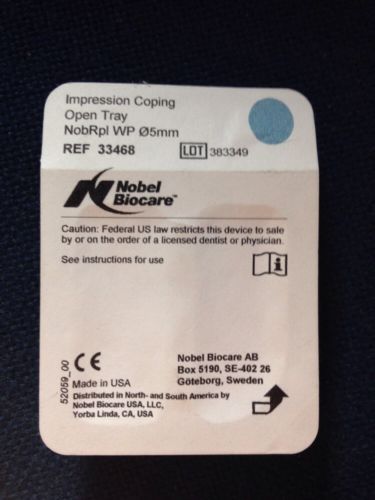 Impression Coping
Open Tray
NobRpl WP Ø5mm
REF 33468 LOT 383349
Nobel
Biocare™
Caution: Federal US law restricts this device to sale
by or on the order of a licensed dentist or physician.
See instructions for use
i
CE
Made in USA
Distributed in North- and South America by
Nobel Biocare USA, LLC,
Yorba Linda, CA, USA
Nobel Biocare AB
Box 5190, SE-402 26
Göteborg, Sweden
52059_00